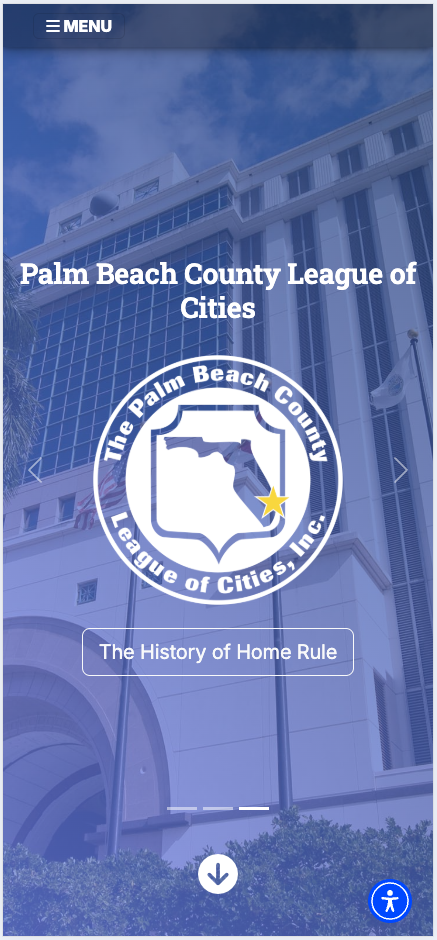 MENU
Palm Beach County League of
Cities
The Palm Beach County
League of Cities, Inc.
The History of Home Rule